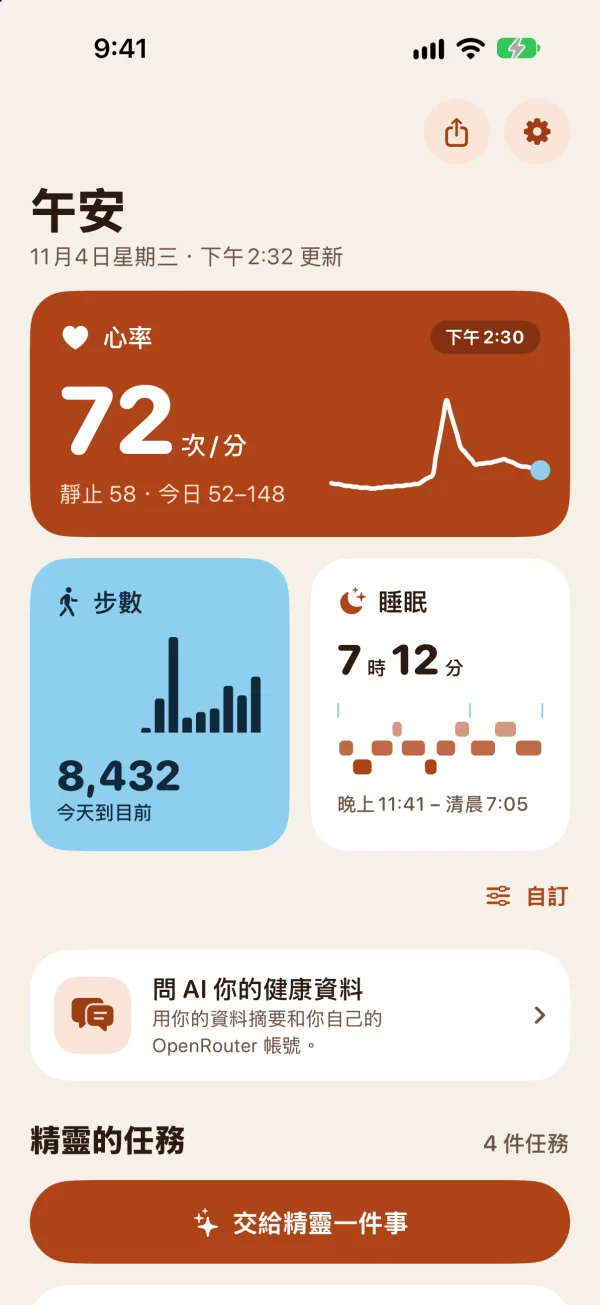 9:41
午安
11月4日星期三 · 下午2:32 更新
心率
下午2:30
72 次/分
靜止 58 · 今日 52–148
步數
8,432
今天到目前
睡眠
7 時 12 分
晚上11:41 – 清晨7:05
自訂
問 AI 你的健康資料
用你的資料摘要和你自己的
OpenRouter 帳號。
精靈的任務
4 件任務
交給精靈一件事